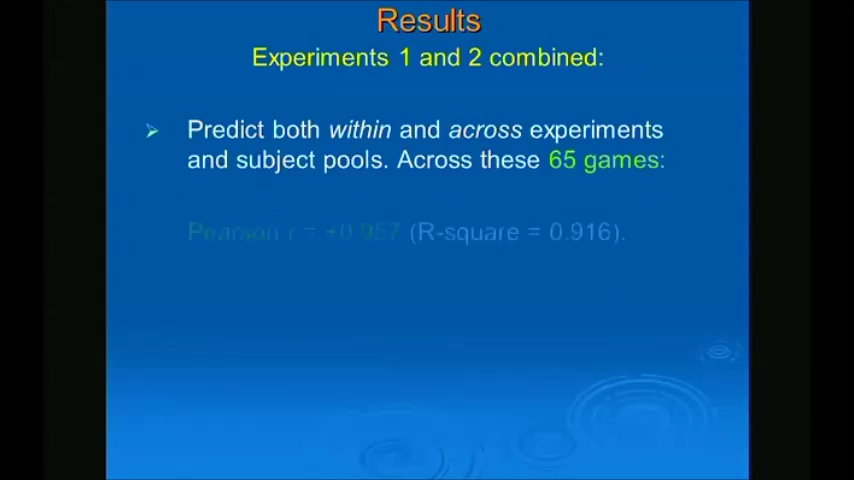 Results
Experiments 1 and 2 combined:
Predict both within and across experiments
and subject pools. Across these 65 games:
Pearson r = +0.957 (R-square = 0.916).